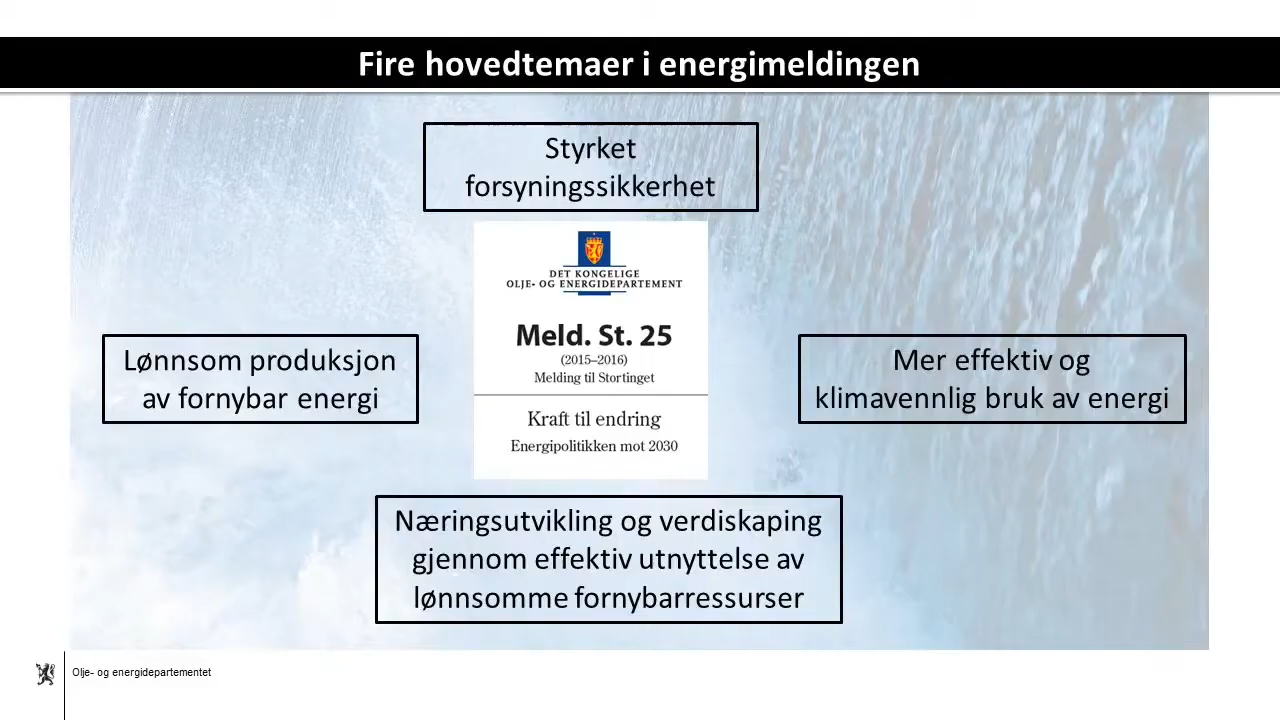 Fire hovedtemaer i energimeldingen
Styrket
forsyningssikkerhet
DET KONGELIGE
OLJE- OG ENERGIDEPARTEMENT
Meld. St. 25
(2015–2016)
Melding til Stortinget
Kraft til endring
Energipolitikken mot 2030
Lønnsom produksjon
av fornybar energi
Mer effektiv og
klimavennlig bruk av energi
Næringsutvikling og verdiskaping
gjennom effektiv utnyttelse av
lønnsomme fornybarressurser
Olje- og energidepartementet